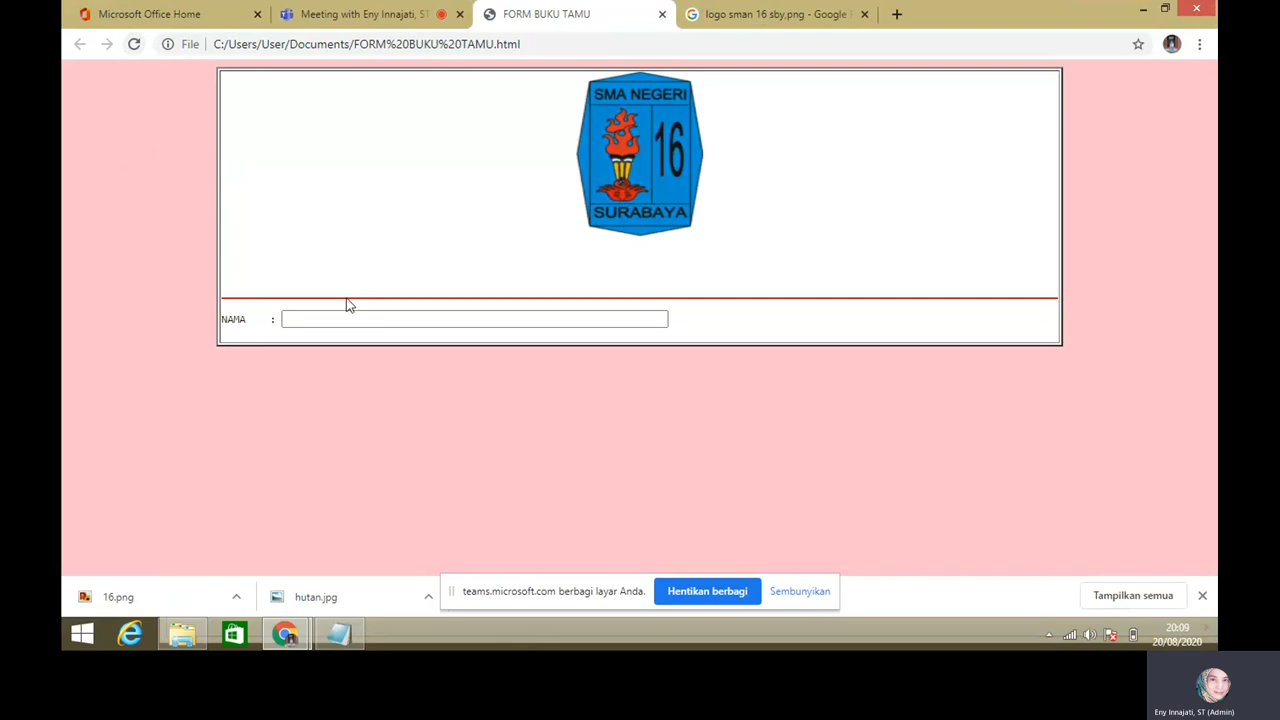 Microsoft Office Home
Meeting with Eny Innajati, ST
FORM BUKU TAMU
logo sman 16 sby,png - Google
File
C:/Users/User/Documents/FORM%20BUKU%20TAMU.html
SMA NEGERI
16
SURABAYA
NAMA :
16.png
hutan.jpg
teams.microsoft.com berbagi layar Anda.
Hentikan berbagi
Sembunyikan
Tampilkan semua
20:09
20/08/2020
Eny Innajati, ST (Admin)